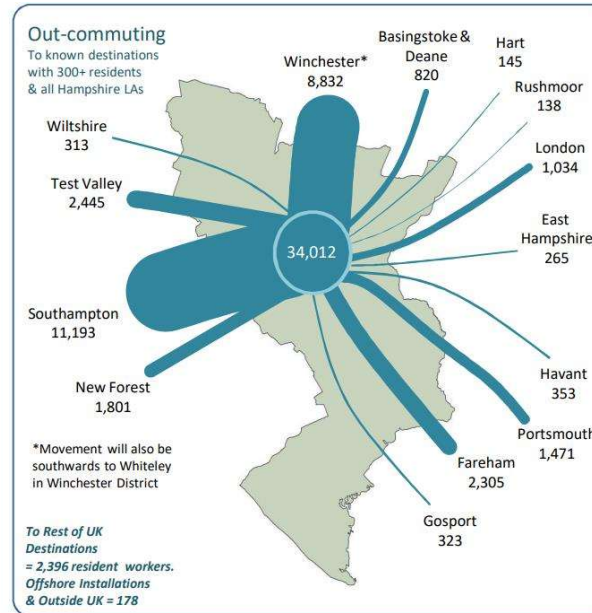 Out-commuting
To known destinations
with 300+ residents
& all Hampshire LAs
Winchester*
8,832
Basingstoke &
Deane
820
Hart
145
Rushmoor
138
London
1,034
East
Hampshire
265
Havant
353
Portsmouth
1,471
Fareham
2,305
Gosport
323
New Forest
1,801
Southampton
11,193
Test Valley
2,445
Wiltshire
313
34,012
*Movement will also be
southwards to Whiteley
in Winchester District
To Rest of UK
Destinations
= 2,396 resident workers.
Offshore Installations
& Outside UK = 178